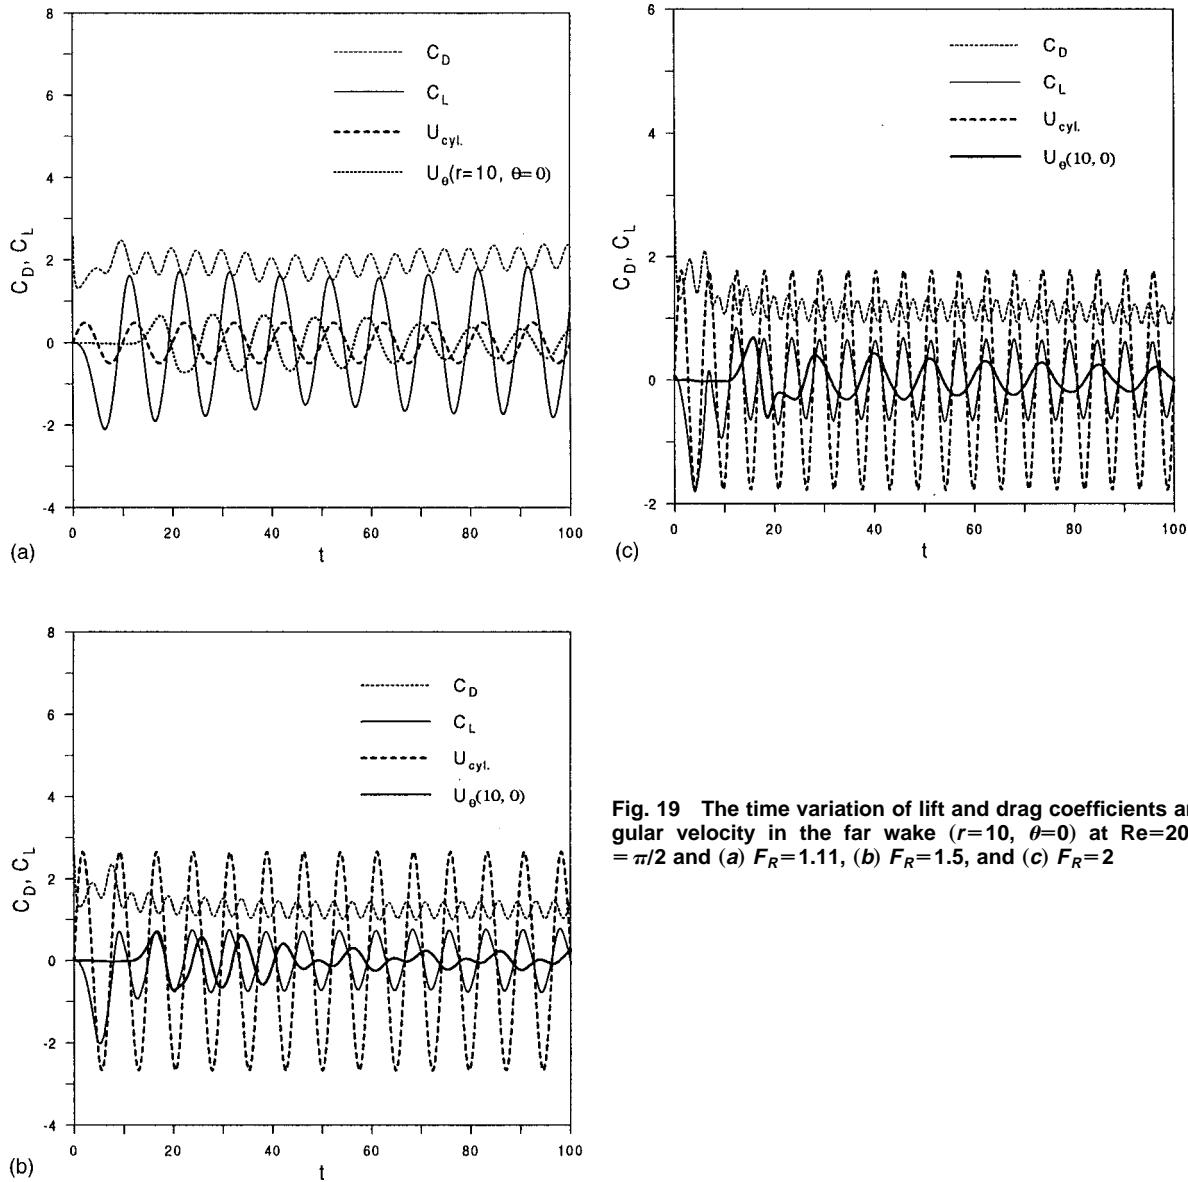 8
6
4
2
0
-2
-4
C_D, C_L
C_D
C_L
U_cyl.
U_θ(r=10, θ=0)
0 20 40 60 80 100
t
(a)
6
4
2
0
-2
C_D, C_L
C_D
C_L
U_cyl.
U_θ(10, 0)
0 20 40 60 80 100
t
(c)
8
6
4
2
0
-2
-4
C_D, C_L
C_D
C_L
U_cyl.
U_θ(10, 0)
0 20 40 60 80 100
t
(b)
Fig. 19 The time variation of lift and drag coefficients
gular velocity in the far wake (r=10, θ=0) at Re=20
=π/2 and (a) F_R=1.11, (b) F_R=1.5, and (c) F_R=2